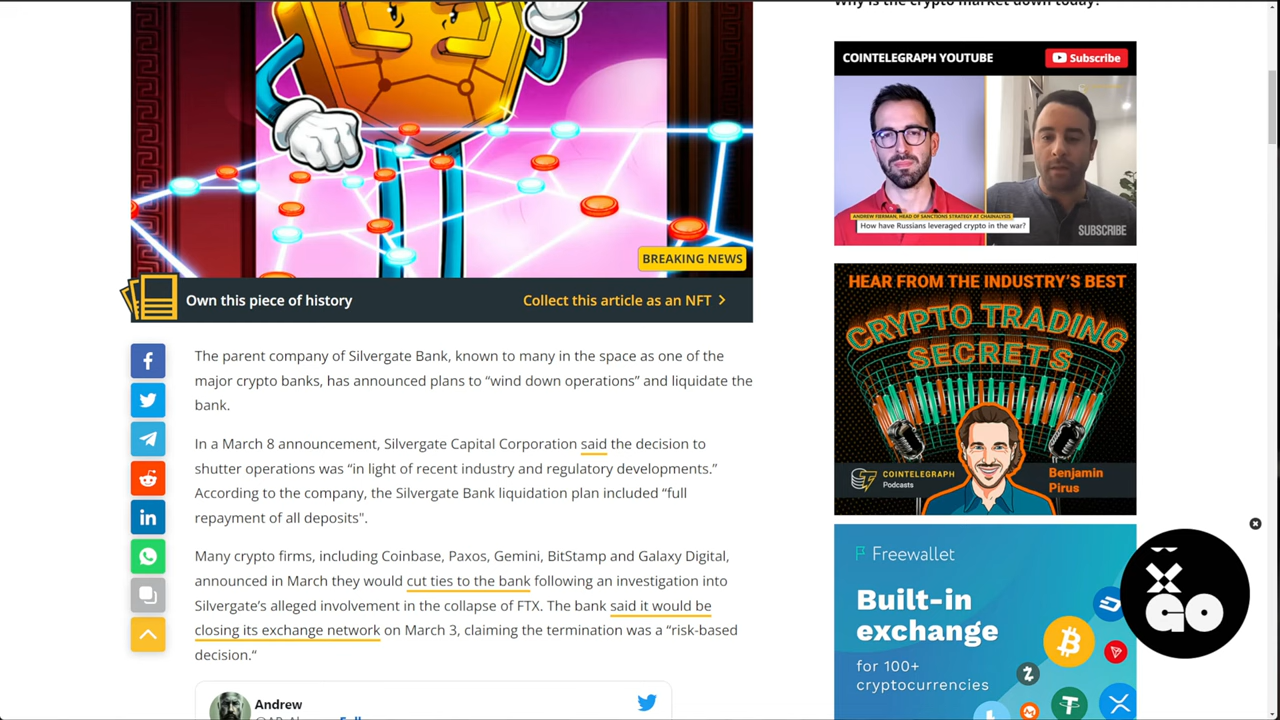 Why is the crypto market down today?
COINTELEGRAPH YOUTUBE
Subscribe
ANDREW FIERMAN, HEAD OF SANCTIONS STRATEGY AT CHAINALYSIS
How have Russians leveraged crypto in the war?
SUBSCRIBE
BREAKING NEWS
Own this piece of history
Collect this article as an NFT >
The parent company of Silvergate Bank, known to many in the space as one of the
major crypto banks, has announced plans to “wind down operations” and liquidate the
bank.
In a March 8 announcement, Silvergate Capital Corporation said the decision to
shutter operations was “in light of recent industry and regulatory developments.”
According to the company, the Silvergate Bank liquidation plan included “full
repayment of all deposits".
Many crypto firms, including Coinbase, Paxos, Gemini, BitStamp and Galaxy Digital,
announced in March they would cut ties to the bank following an investigation into
Silvergate’s alleged involvement in the collapse of FTX. The bank said it would be
closing its exchange network on March 3, claiming the termination was a “risk-based
decision.“
Andrew
HEAR FROM THE INDUSTRY’S BEST
CRYPTO TRADING
SECRETS
COINTELEGRAPH
Podcasts
Benjamin
Pirus
Freewallet
Built-in
exchange
for 100+
cryptocurrencies
XGO